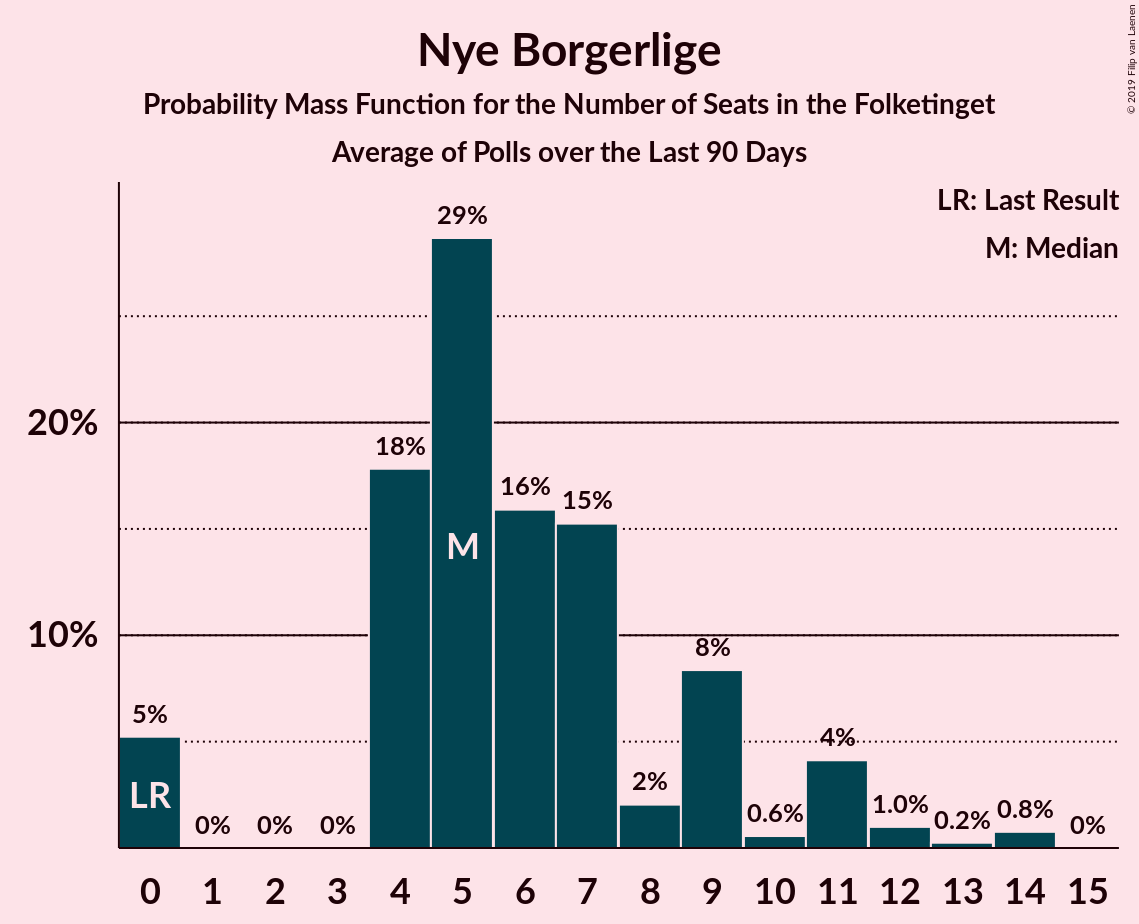 Nye Borgerlige
Probability Mass Function for the Number of Seats in the Folketinget
Average of Polls over the Last 90 Days
© 2019 Filip van Laenen
LR: Last Result
M: Median
20%
10%
5%
0%
0%
0%
18%
29%
16%
15%
2%
8%
0.6%
4%
1.0%
0.2%
0.8%
0%
LR
M
0 1 2 3 4 5 6 7 8 9 10 11 12 13 14 15